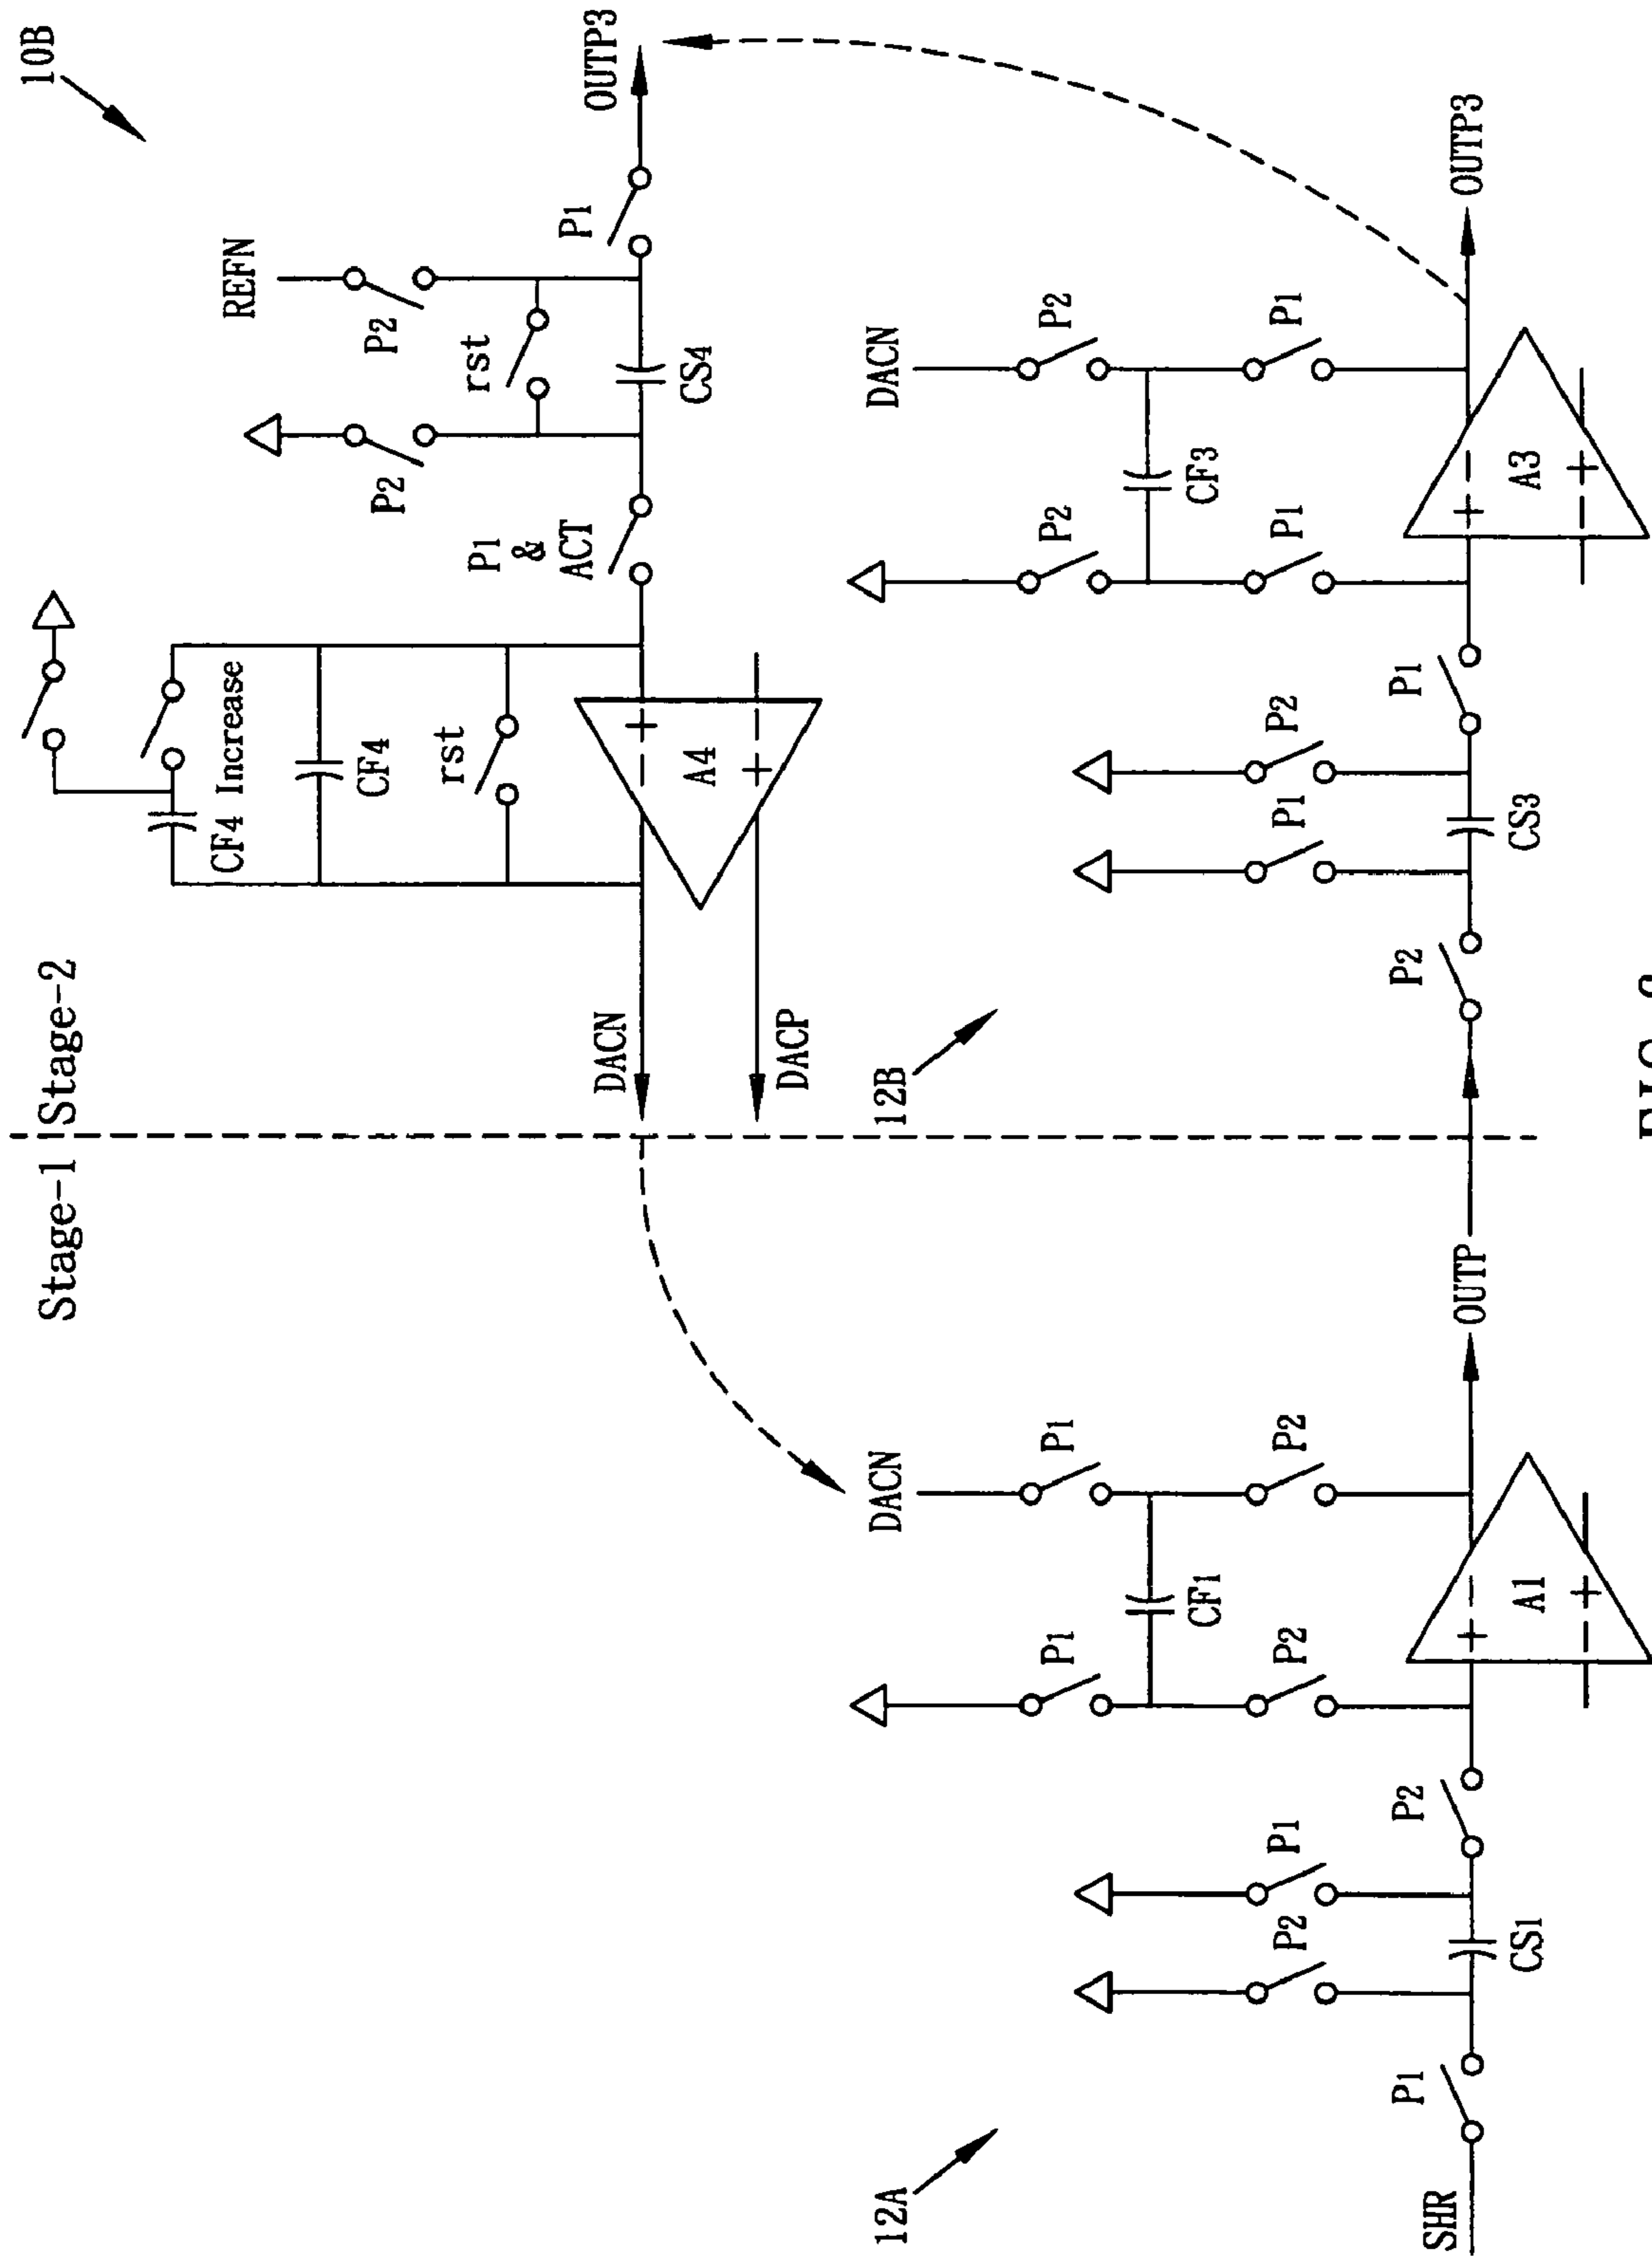 10B
Stage-1 Stage-2
CF4 Increase
CF4
rst
A4
DACN
DACP
P1
&
ACT
P2
rst
P2
REFN
CS4
P1
OUTP3
12A
SHR
P1
CS1
P2
P1
P2
A1
CF1
P1
P2
DACN
P1
P2
OUTP
12B
P2
CS3
P1
P2
P1
A3
CF3
P2
P1
DACN
P2
P1
OUTP3